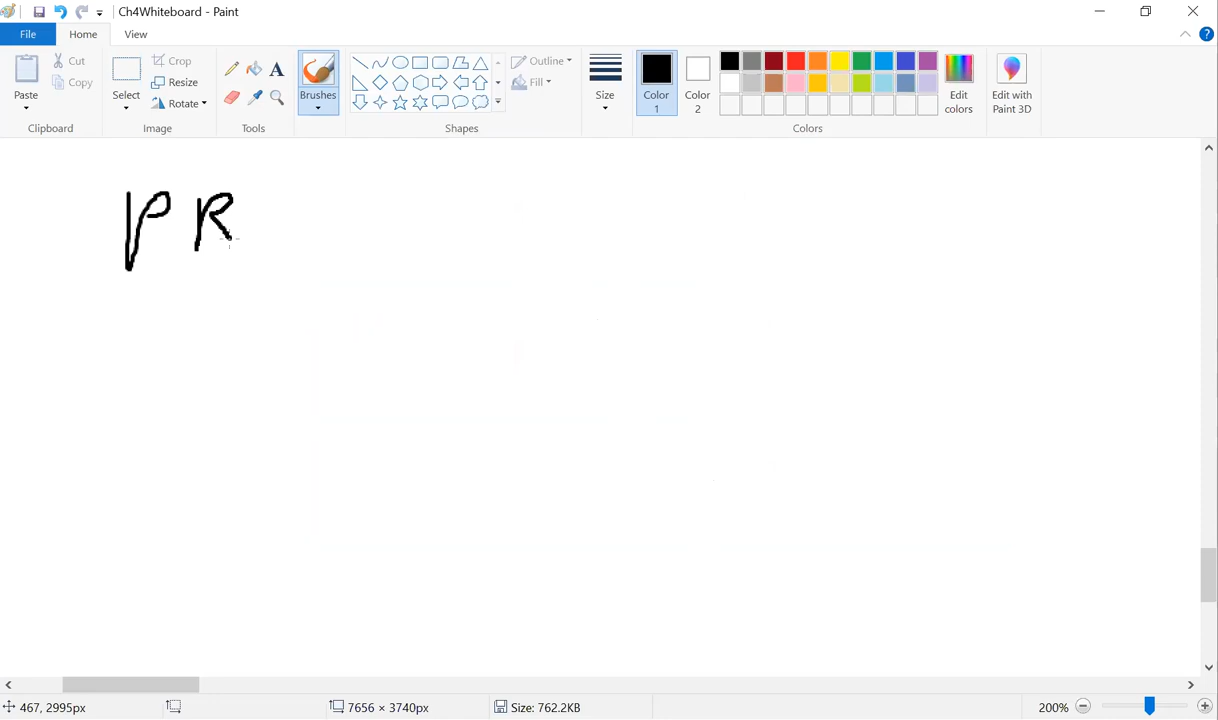 Ch4Whiteboard - Paint
File Home View
Paste Cut Copy Clipboard
Select Crop Resize Rotate Image
A Tools
Brushes
Shapes Outline Fill
Size
Color 1 Color 2 Colors Edit colors
Edit with Paint 3D
?
P R
467, 2995px 7656 × 3740px Size: 762.2KB 200%